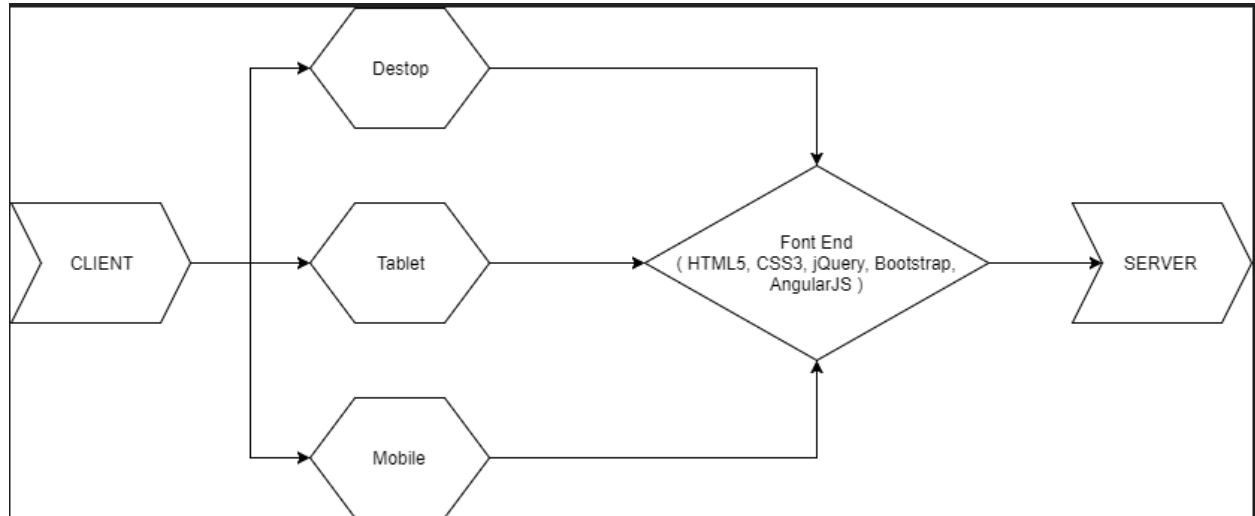 Destop
CLIENT
Tablet
Font End
( HTML5, CSS3, jQuery, Bootstrap,
AngularJS )
SERVER
Mobile